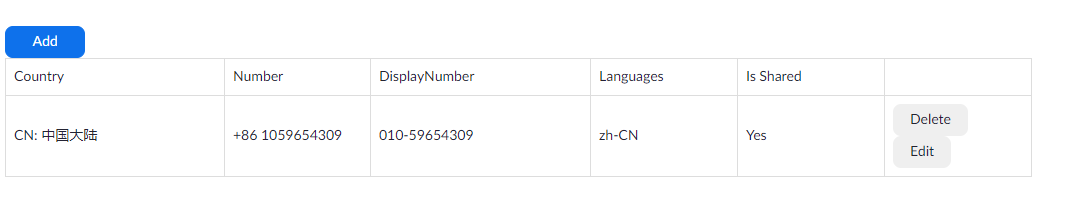 Add
Country Number DisplayNumber Languages Is Shared
CN: 中国大陆 +86 1059654309 010-59654309 zh-CN Yes
Delete
Edit